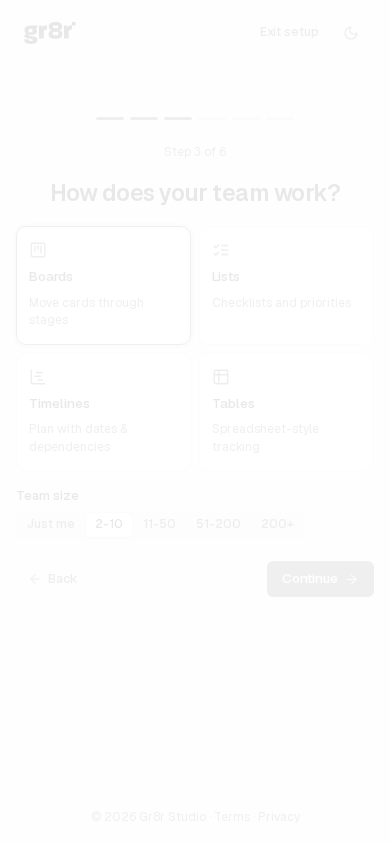 gr8r
Exit setup
Step 3 of 6
How does your team work?
Boards
Move cards through
stages
Lists
Checklists and priorities
Timelines
Plan with dates &
dependencies
Tables
Spreadsheet-style
tracking
Team size
Just me 2-10 11-50 51-200 200+
Back
Continue
© 2026 Gr8r Studio · Terms · Privacy